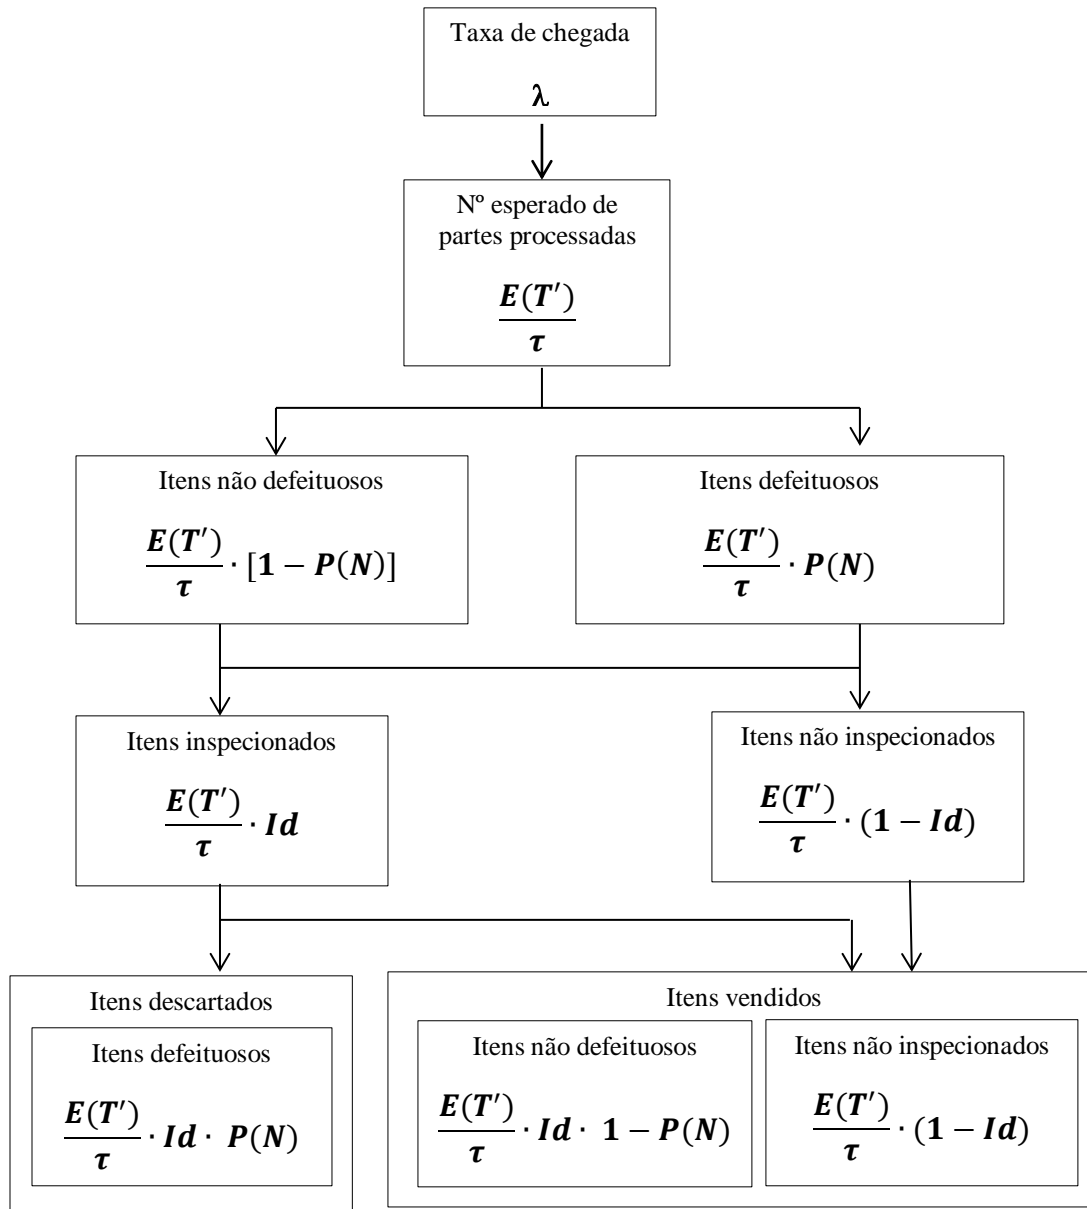 Taxa de chegada
λ
Nº esperado de
partes processadas
E(T′)
τ
Itens não defeituosos
E(T′)/τ · [1 − P(N)]
Itens defeituosos
E(T′)/τ · P(N)
Itens inspecionados
E(T′)/τ · Id
Itens não inspecionados
E(T′)/τ · (1 − Id)
Itens descartados
Itens defeituosos
E(T′)/τ · Id · P(N)
Itens vendidos
Itens não defeituosos
E(T′)/τ · Id · 1 − P(N)
Itens não inspecionados
E(T′)/τ · (1 − Id)